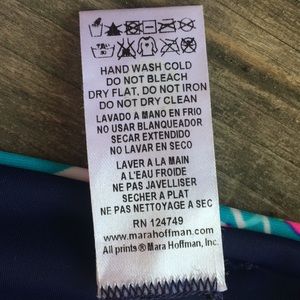 HAND WASH COLD
DO NOT BLEACH
DRY FLAT. DO NOT IRON
DO NOT DRY CLEAN
LAVADO A MANO EN FRIO
NO USAR BLANQUEADOR
SECAR EXTENDIDO
NO LAVAR EN SECO
LAVER A LA MAIN
A L'EAU FROIDE
NE PAS JAVELLISER
SECHER A PLAT
NE PAS NETTOYAGE A SEC
RN 124749
www.marahoffman.com
All prints ® Mara Hoffman, Inc.